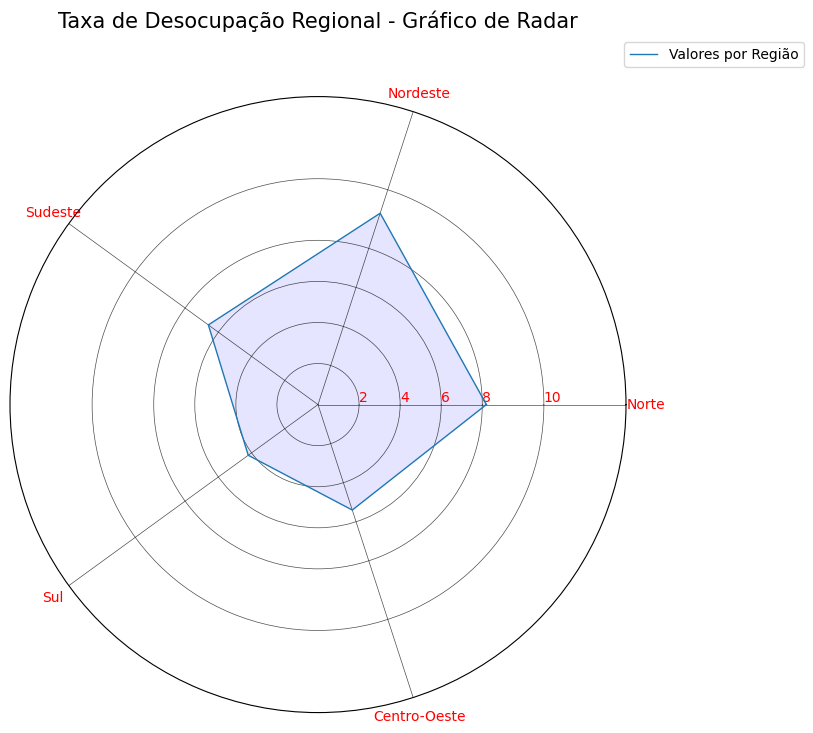 Taxa de Desocupação Regional - Gráfico de Radar
Valores por Região
Nordeste
Sudeste
2 4 6 8 10
Norte
Sul
Centro-Oeste